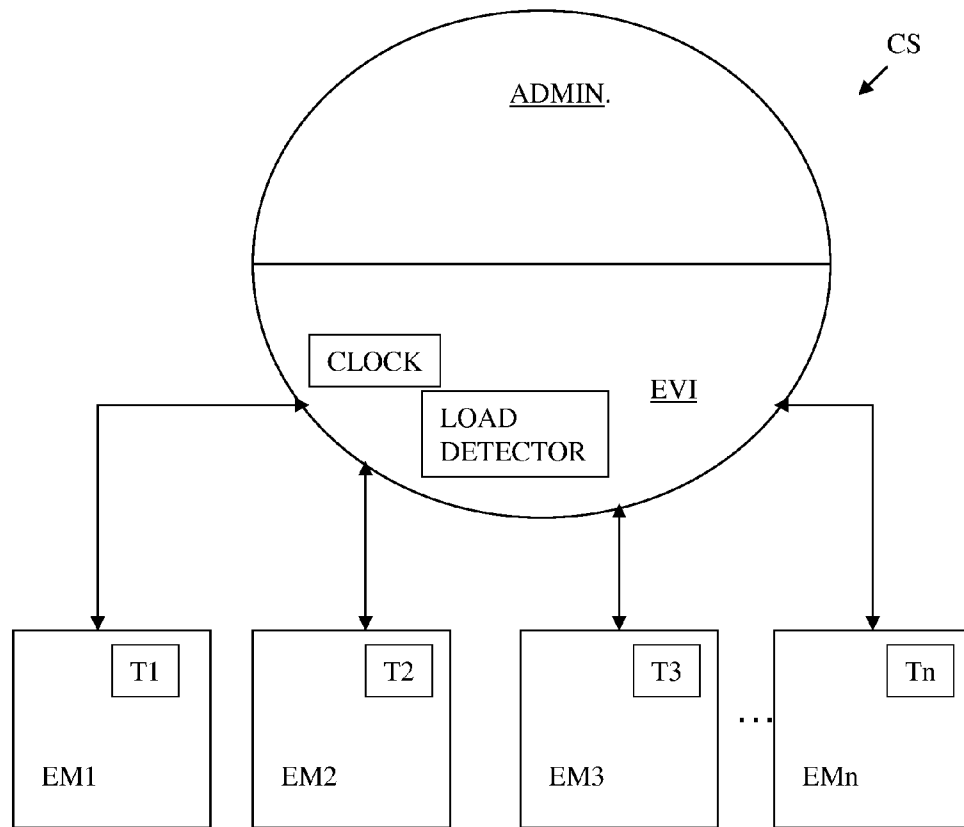 CS
ADMIN.
CLOCK
EVI
LOAD
DETECTOR
T1
T2
T3
Tn
...
EM1
EM2
EM3
EMn